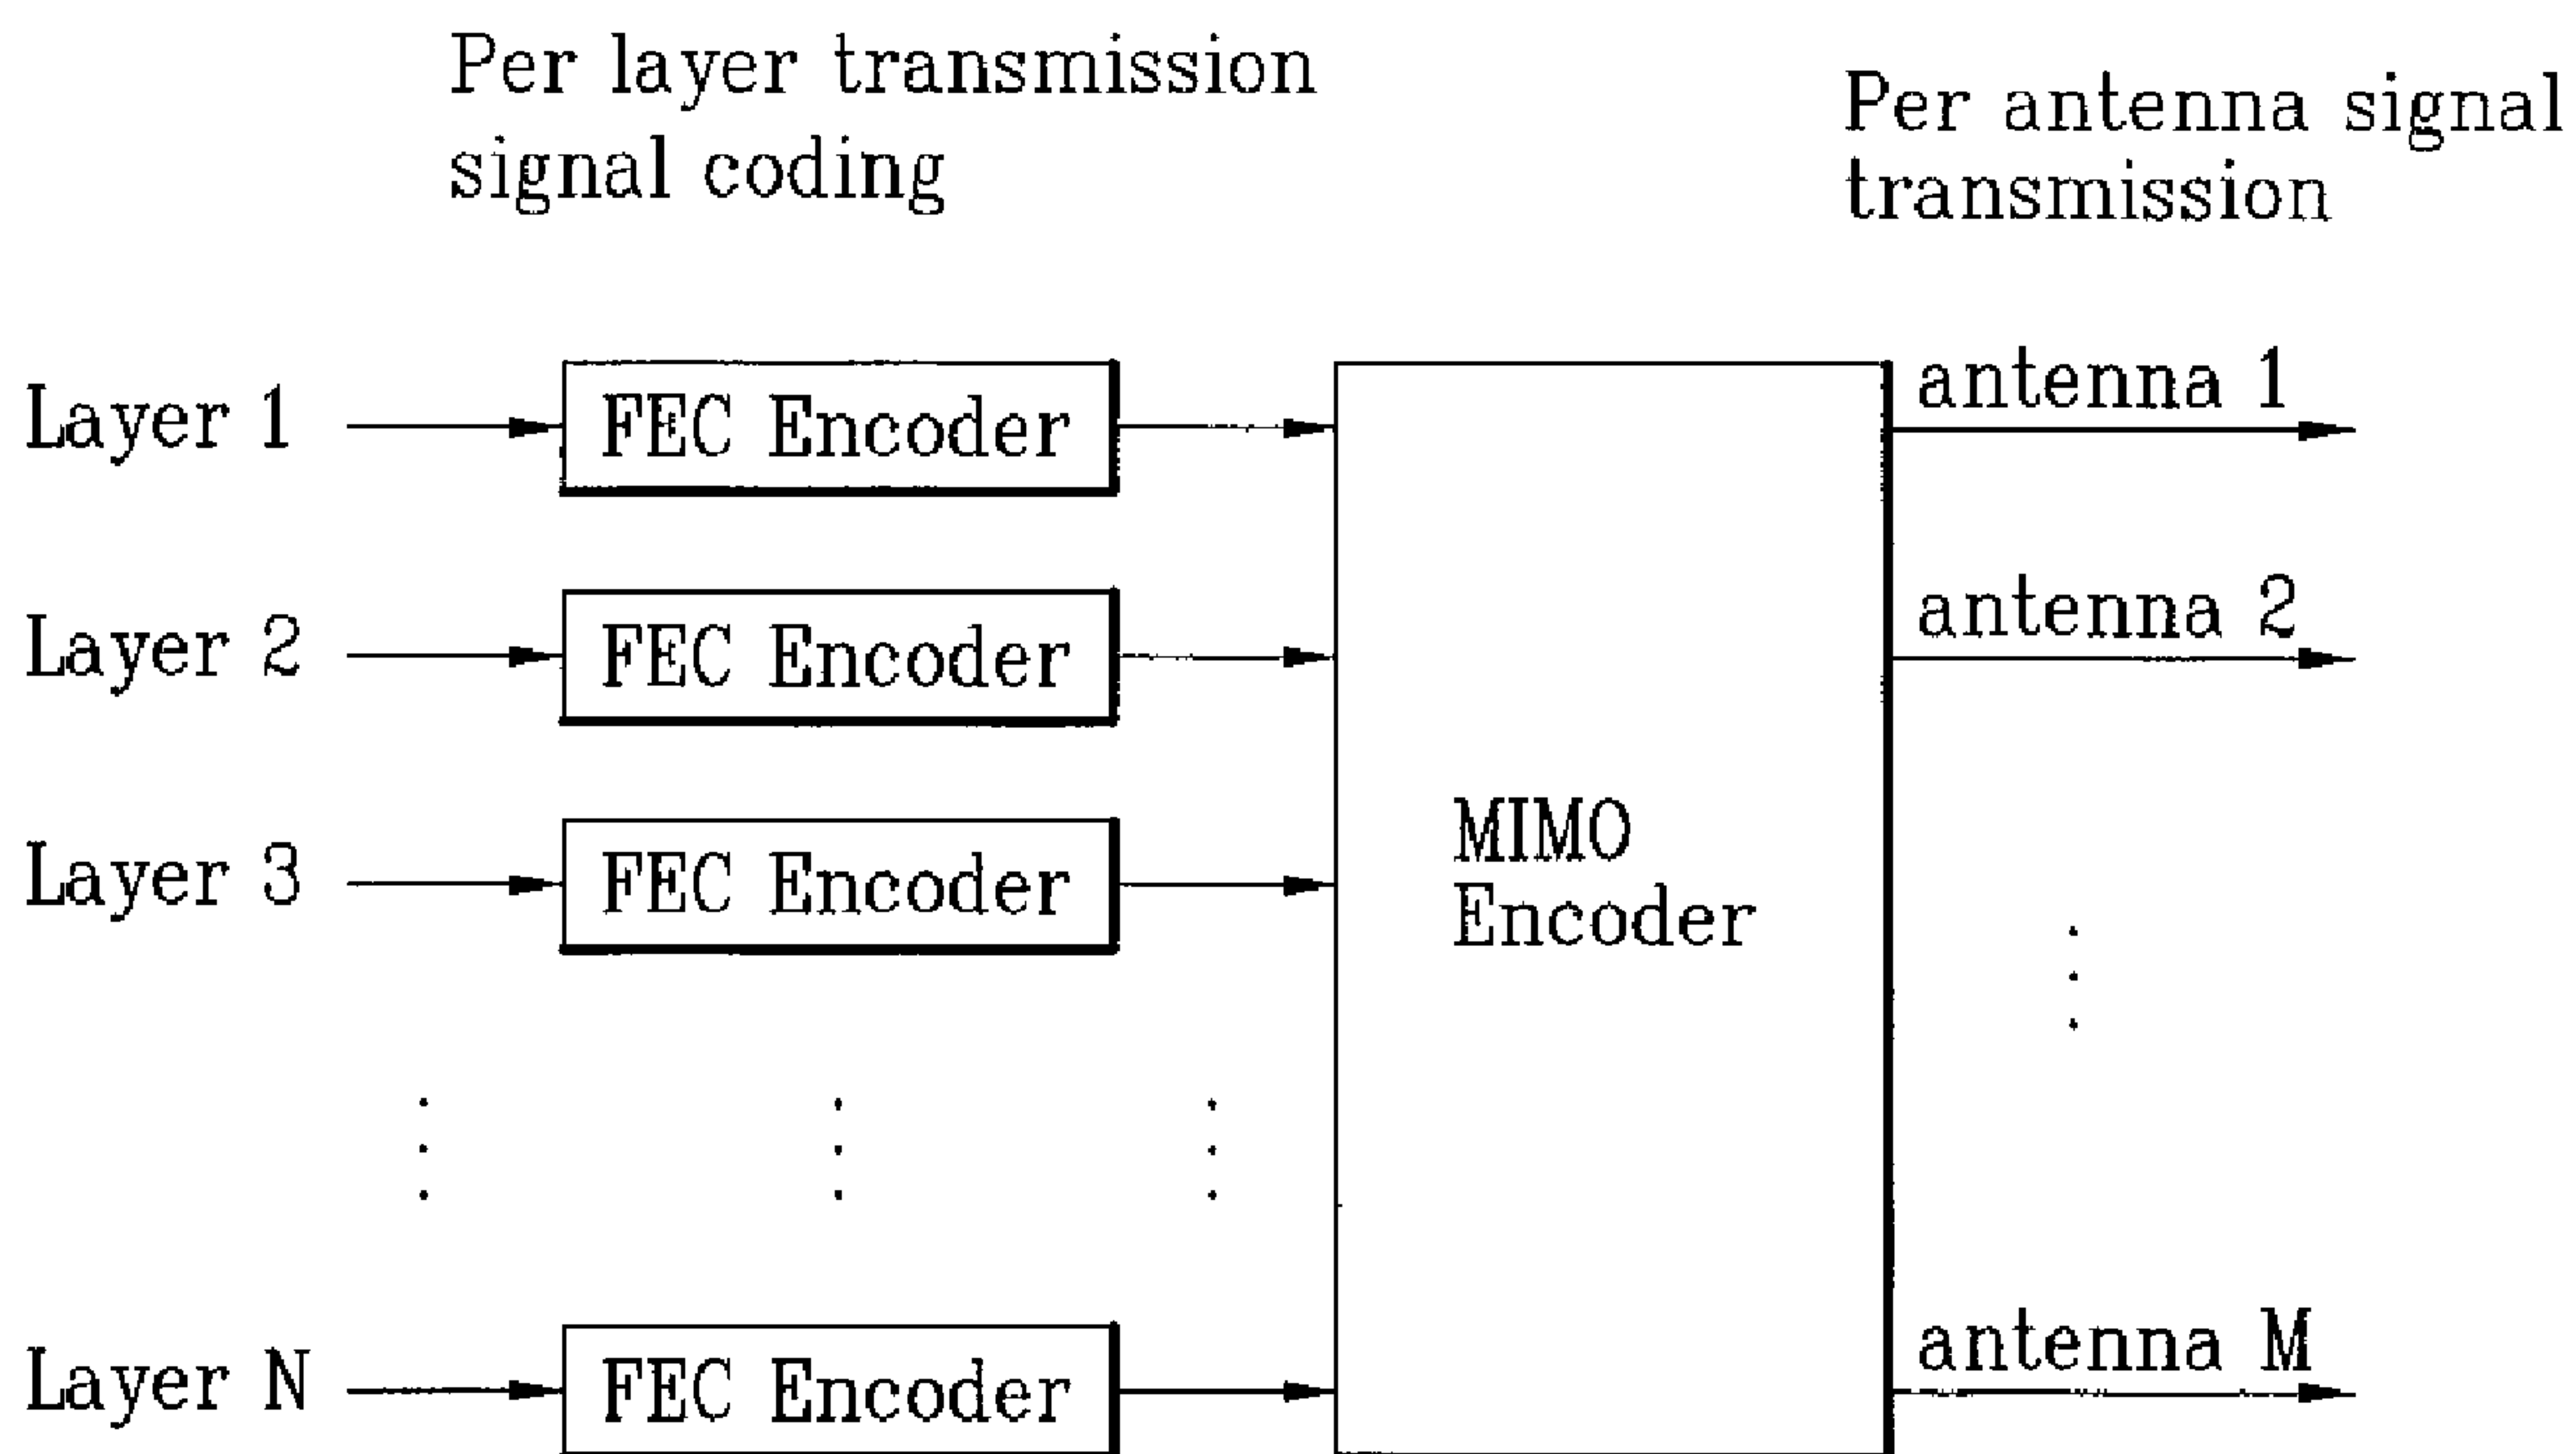 Per layer transmission
signal coding
Per antenna signal
transmission
Layer 1
FEC Encoder
antenna 1
Layer 2
FEC Encoder
antenna 2
Layer 3
FEC Encoder
MIMO
Encoder
Layer N
FEC Encoder
antenna M